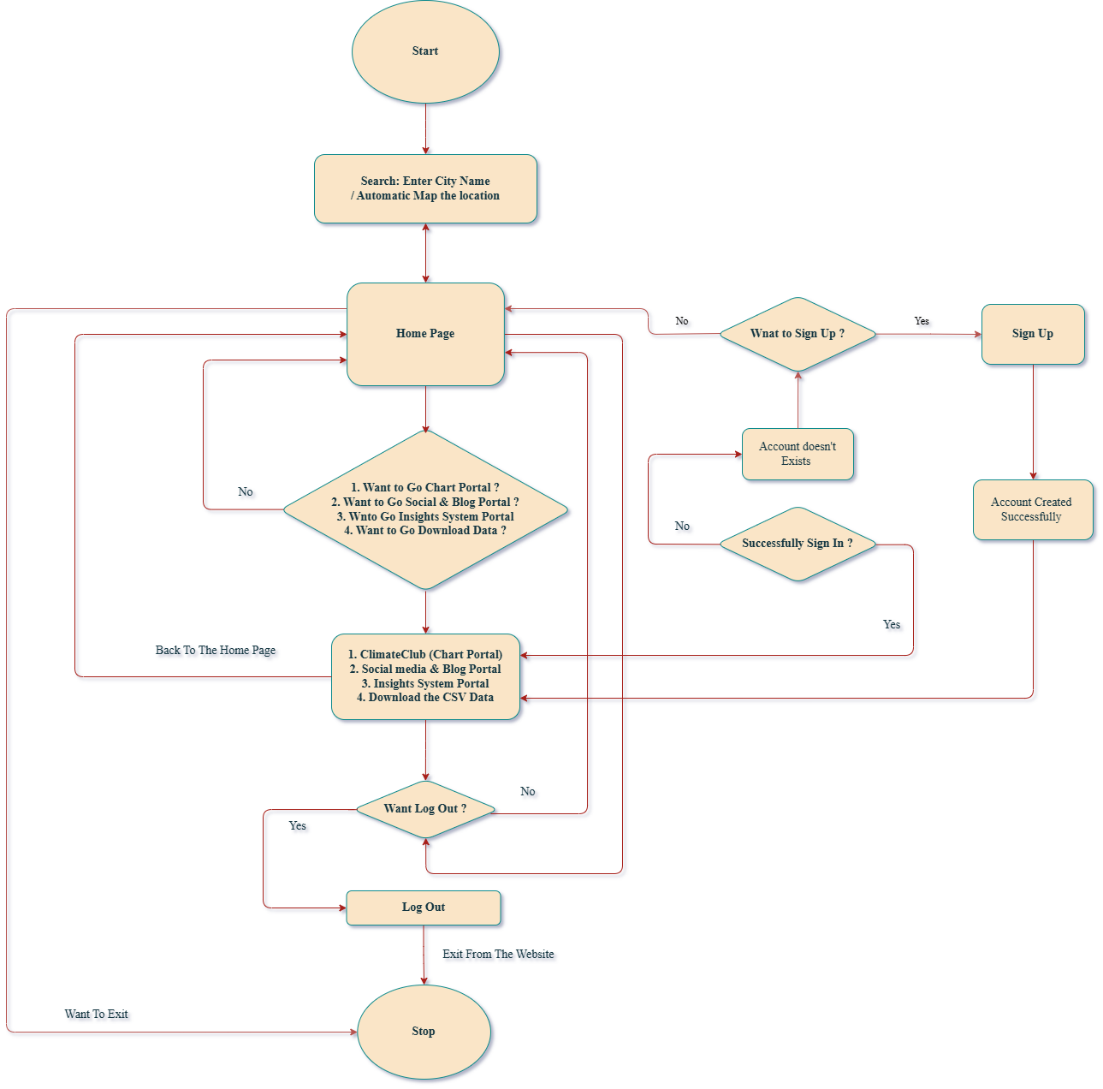 Start
Search: Enter City Name
/ Automatic Map the location
Home Page
No
Wnat to Sign Up ?
Yes
Sign Up
Account doesn't
Exists
1. Want to Go Chart Portal ?
2. Want to Go Social & Blog Portal ?
3. Wnto Go Insights System Portal
4. Want to Go Download Data ?
No
Account Created
Successfully
No
Successfully Sign In ?
Yes
Back To The Home Page
1. ClimateClub (Chart Portal)
2. Social media & Blog Portal
3. Insights System Portal
4. Download the CSV Data
No
Want Log Out ?
Yes
Log Out
Exit From The Website
Want To Exit
Stop